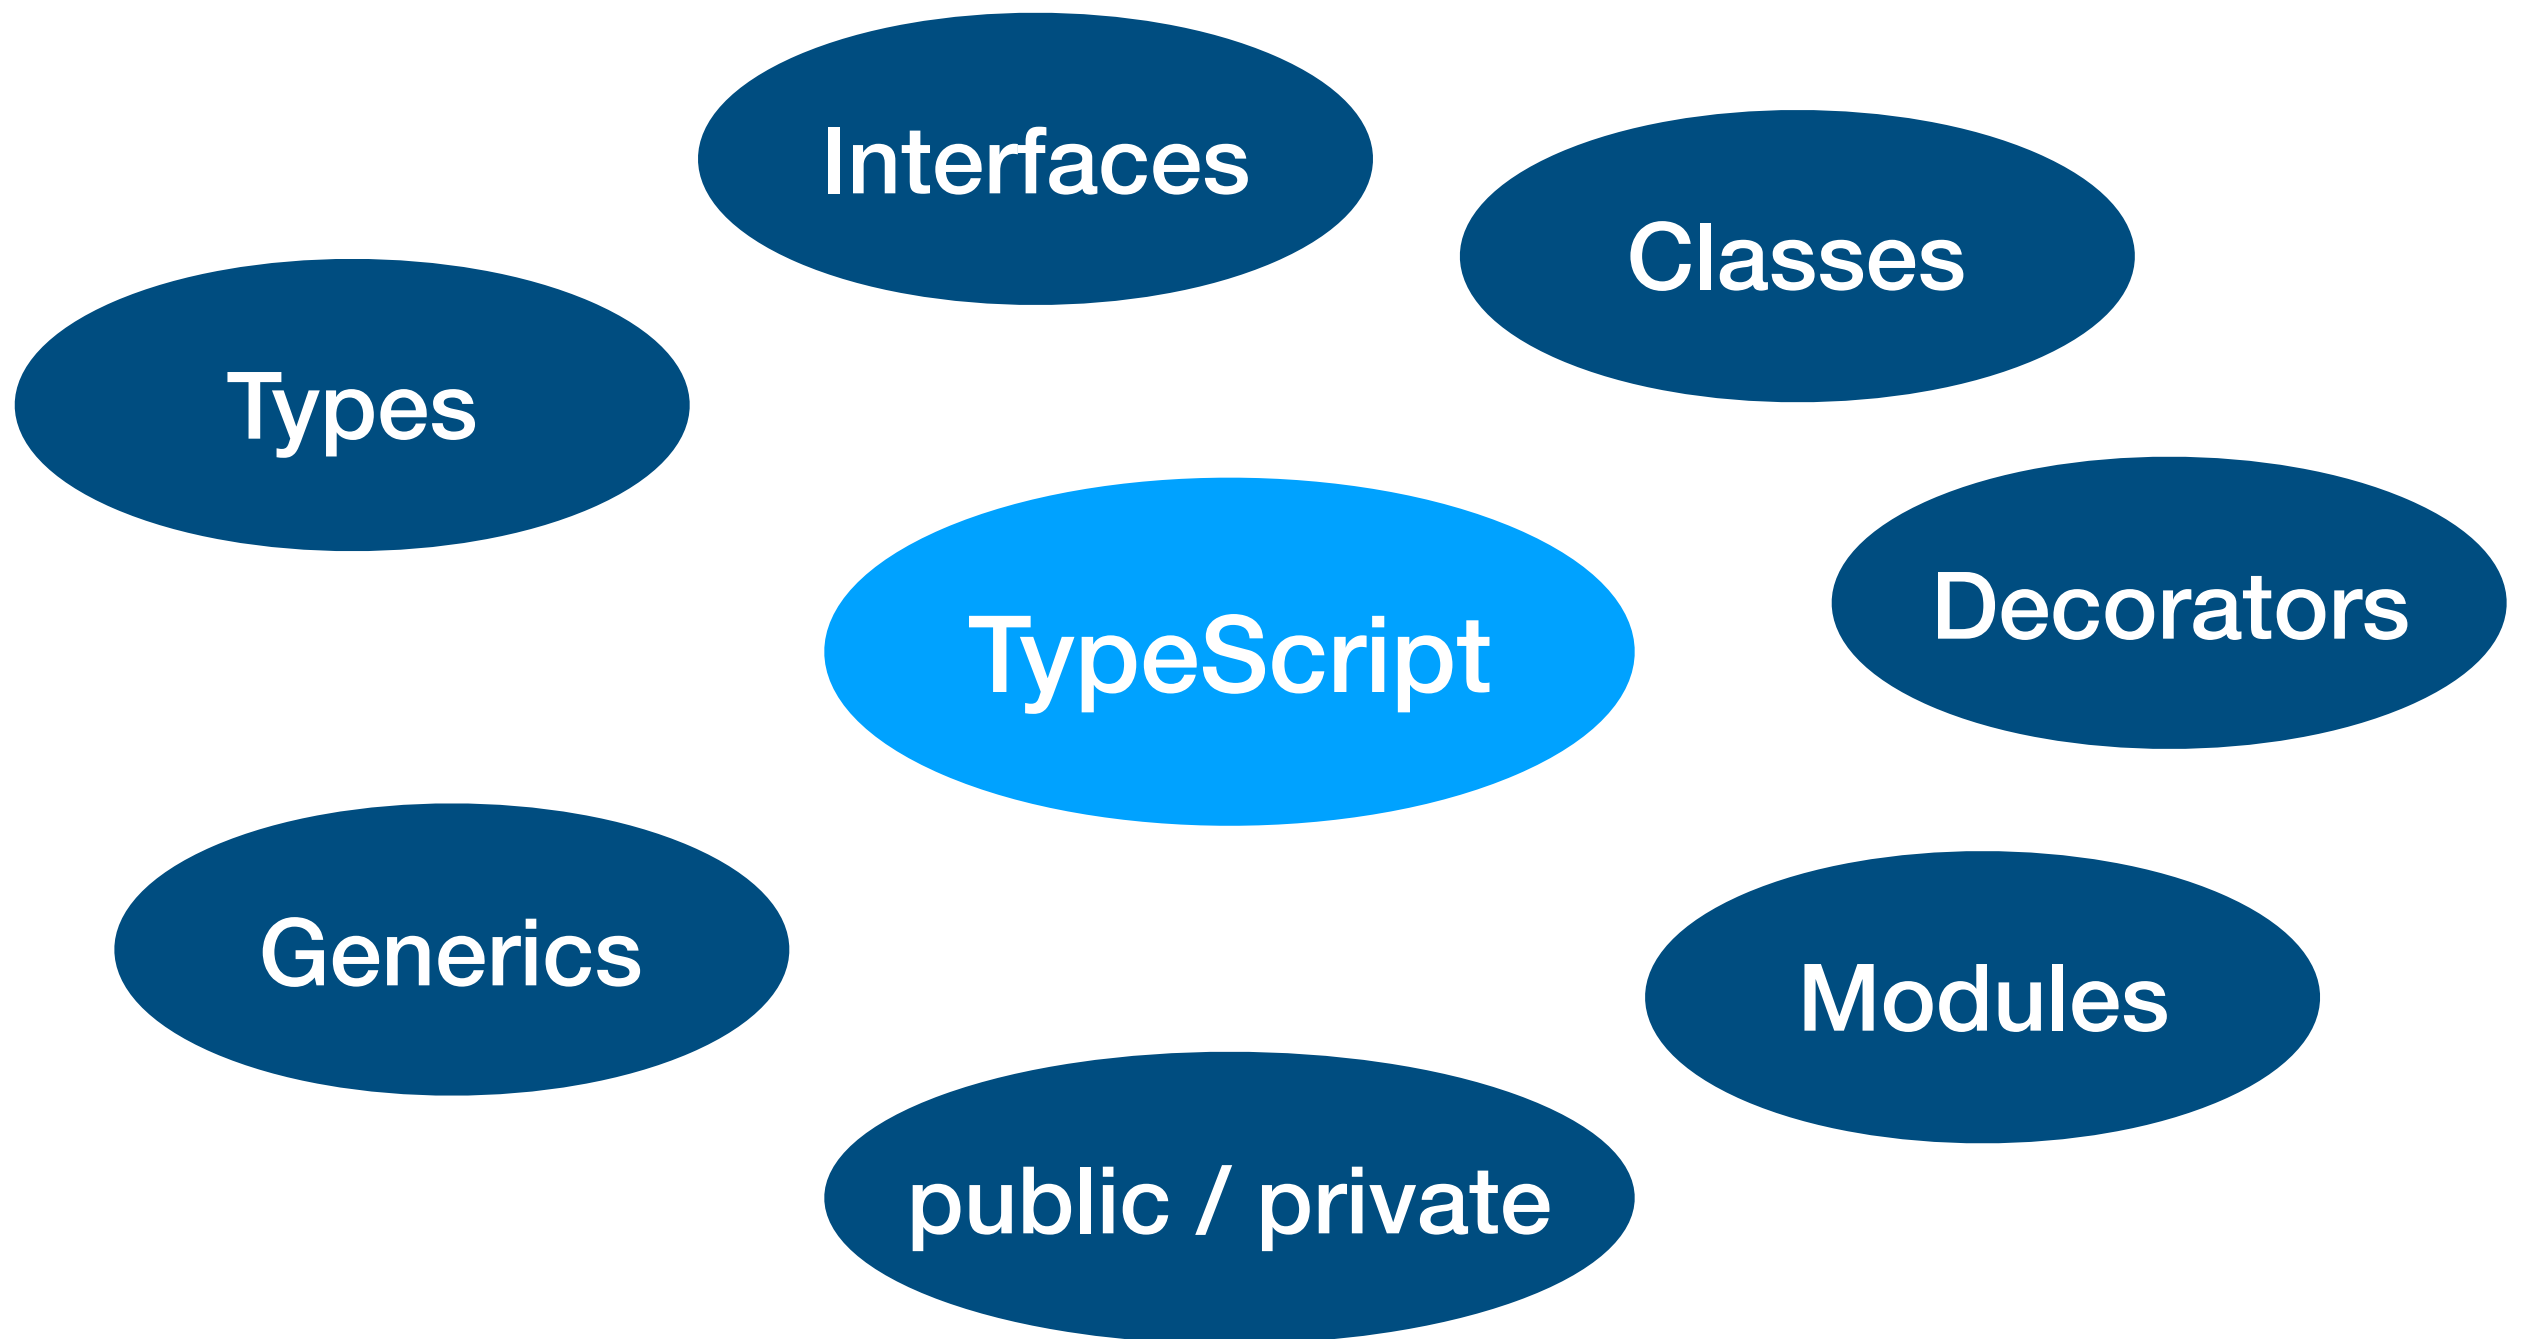 Interfaces
Classes
Types
Decorators
TypeScript
Generics
Modules
public / private